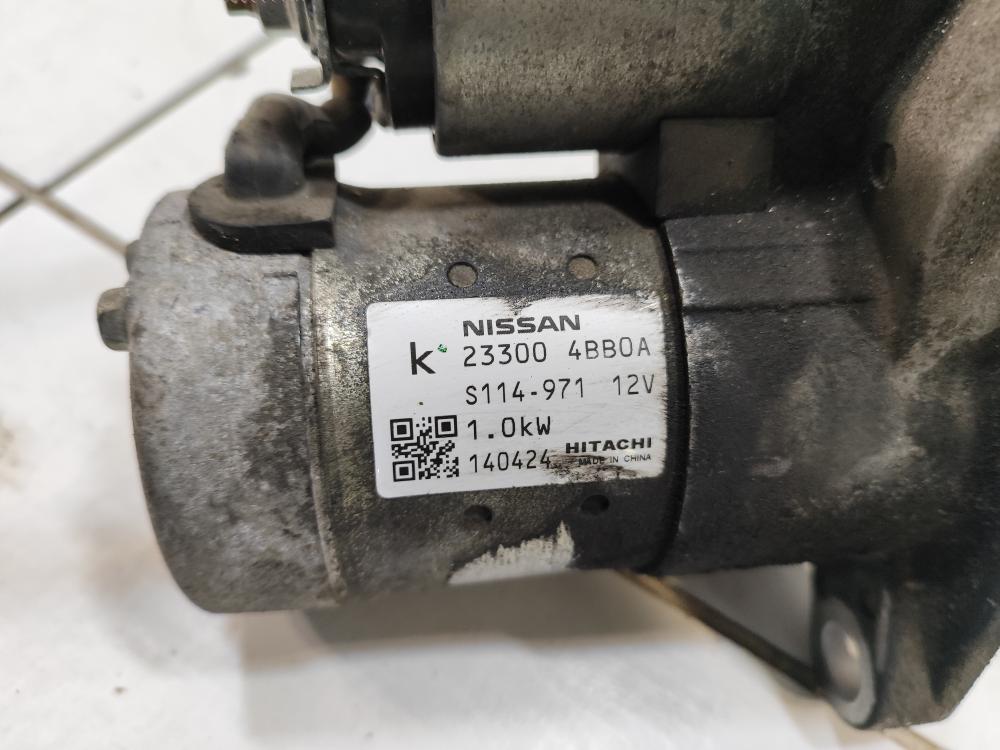 NISSAN
k 23300 4BB0A
S114-971 12V
1.0kW
140424 HITACHI
MADE IN CHINA